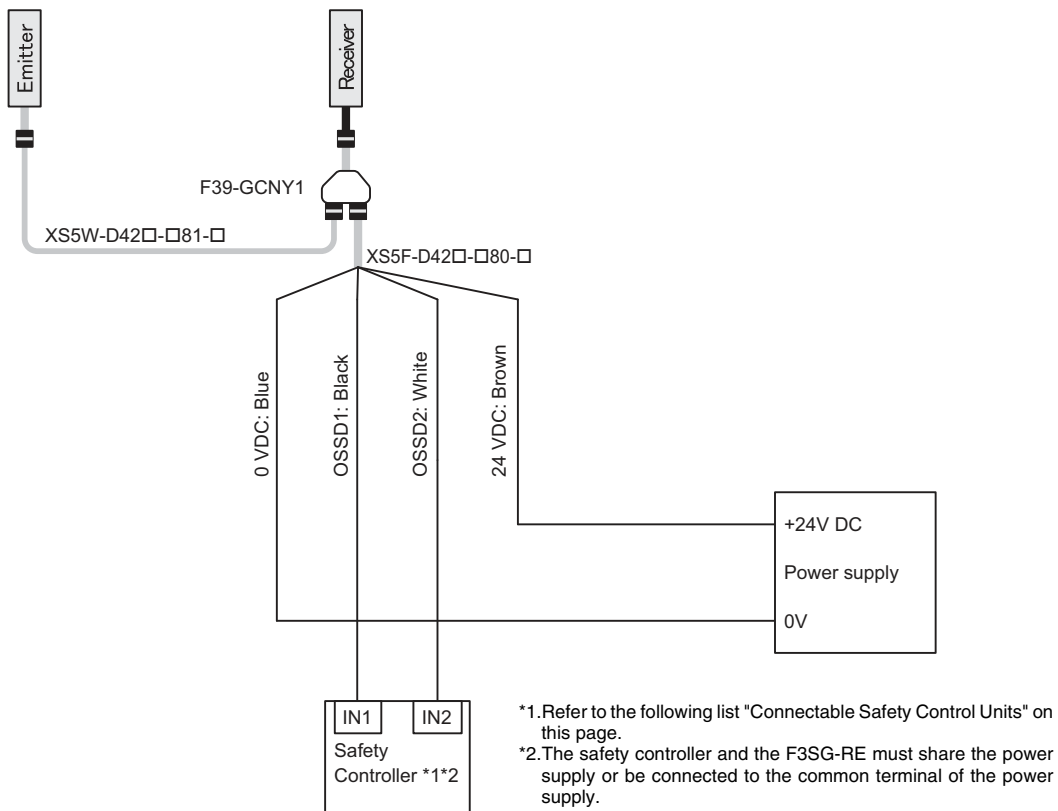 Emitter
Receiver
F39-GCNY1
XS5W-D42□-□81-□
XS5F-D42□-□80-□
0 VDC: Blue
OSSD1: Black
OSSD2: White
24 VDC: Brown
+24V DC
Power supply
0V
IN1
IN2
Safety
Controller *1*2
*1.Refer to the following list "Connectable Safety Control Units" on
this page.
*2.The safety controller and the F3SG-RE must share the power
supply or be connected to the common terminal of the power
supply.